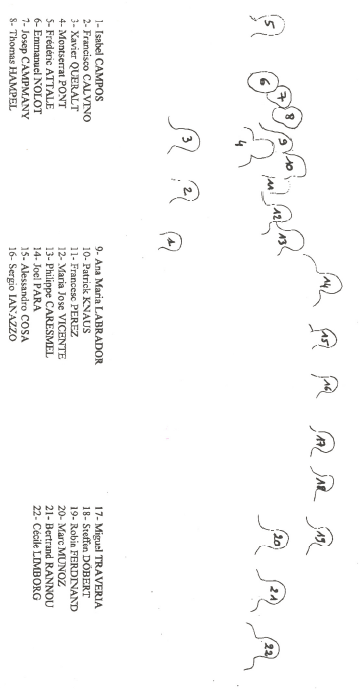 5
6
7
8
9
10
4
11
12
13
14
15
16
17
18
19
3
2
1
20
21
22
1- Isabel CAMPOS
2- Francisco CALVINO
3- Xavier QUERALT
4- Montserrat PONT
5- Frédéric ATTALE
6- Emmanuel NOLOT
7- Josep CAMPMANY
8- Thomas HAMPEL
9- Ana Maria LABRADOR
10- Patrick KNAUS
11- Francesc PEREZ
12- Maria Jose VICENTE
13- Philippe CARESMEL
14- Joel PARA
15- Alessandro COSA
16- Sergio IANAZZO
17- Miguel TRAVERIA
18- Steffen DÖBERT
19- Robin FERDINAND
20- Marc MUNOZ
21- Bertrand RANNOU
22- Cécile LIMBORG